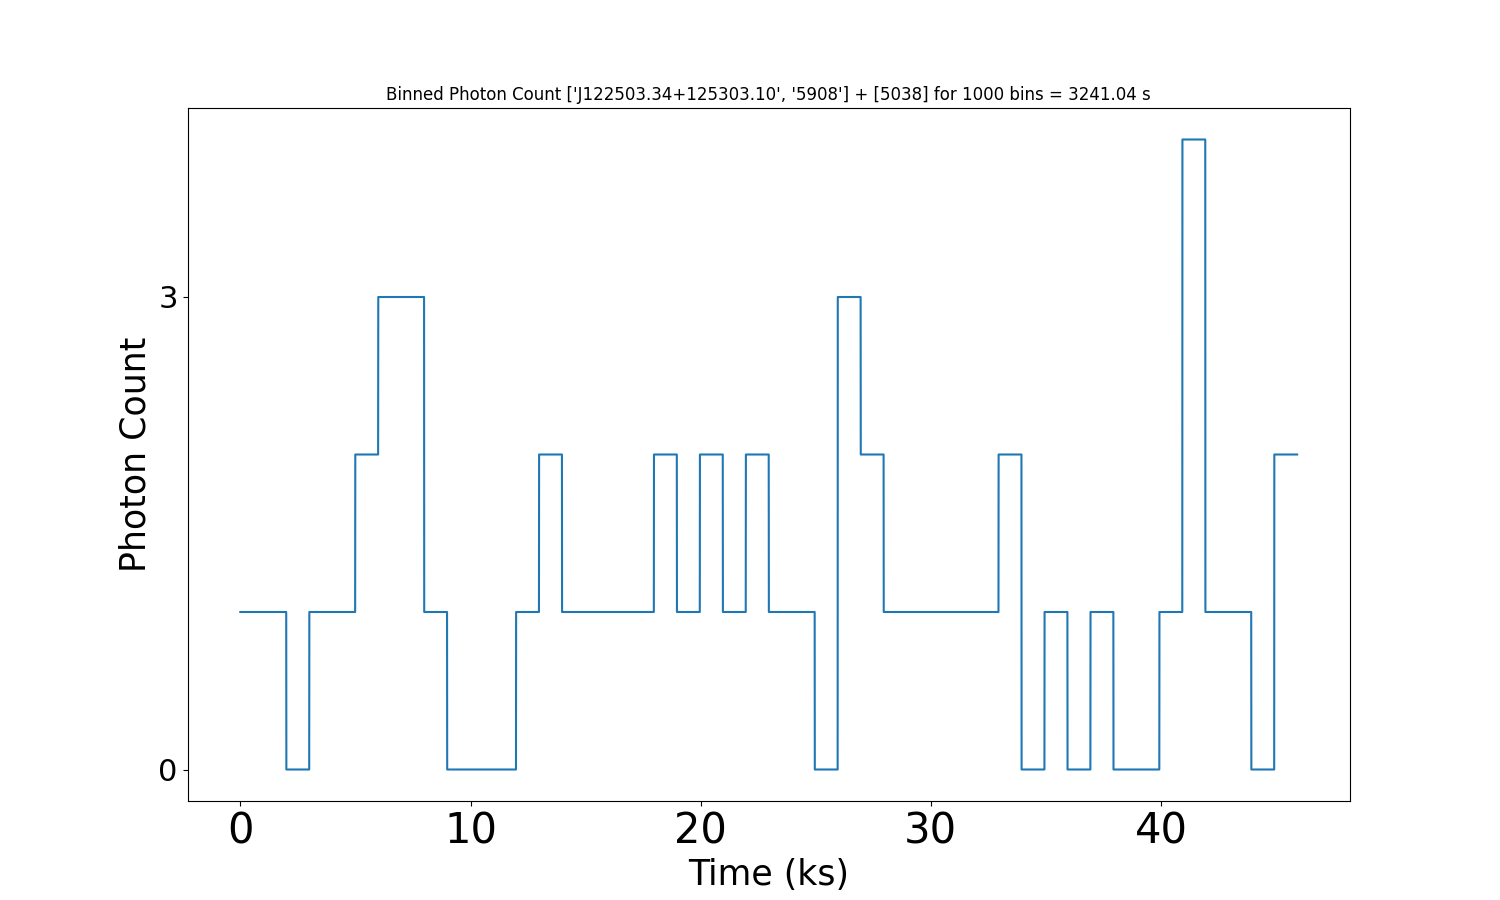 Binned Photon Count ['J122503.34+125303.10', '5908'] + [5038] for 1000 bins = 3241.04 s
Photon Count
3
0
0 10 20 30 40
Time (ks)